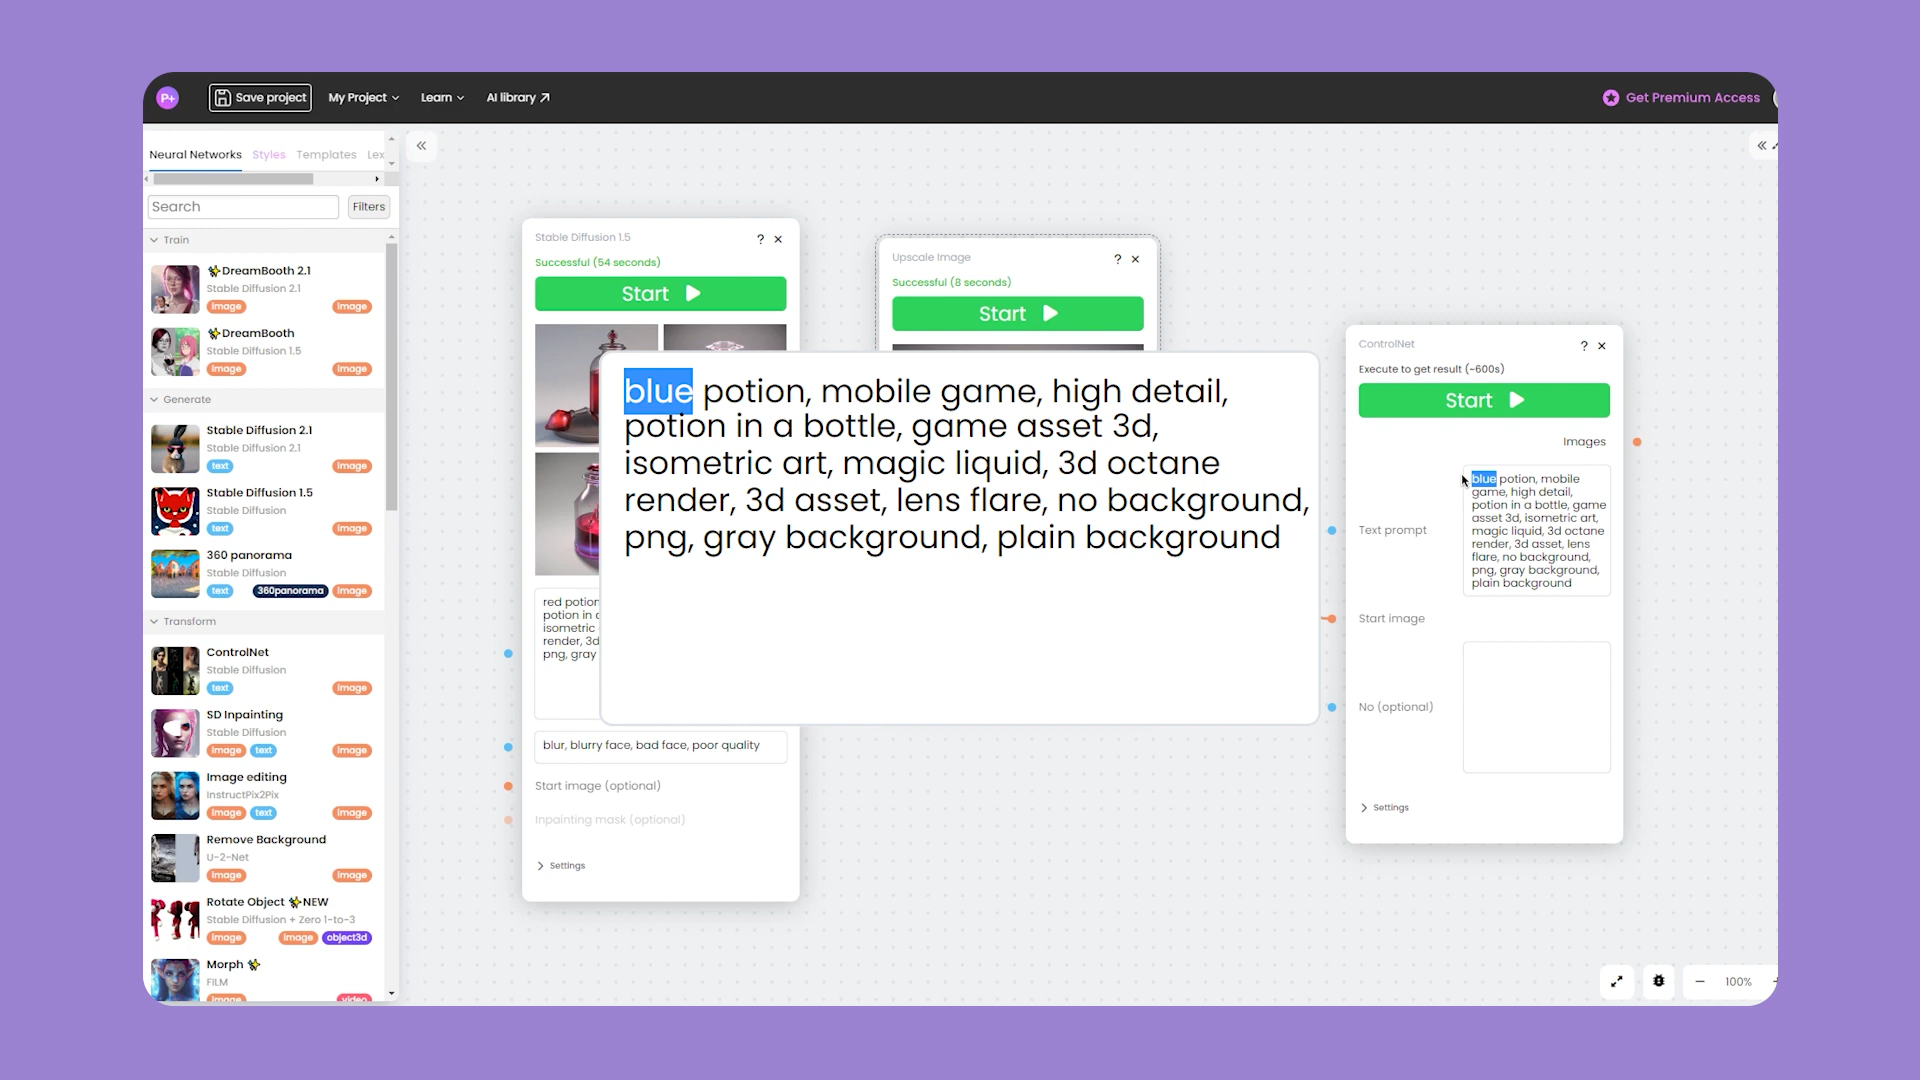 P+
Save project
My Project
Learn
AI library
Get Premium Access
Neural Networks
Styles
Templates
Lex
Search
Filters
Train
DreamBooth 2.1
Stable Diffusion 2.1
image image
DreamBooth
Stable Diffusion 1.5
image image
Generate
Stable Diffusion 2.1
Stable Diffusion 2.1
text image
Stable Diffusion 1.5
Stable Diffusion
text image
360 panorama
Stable Diffusion
text 360panorama image
Transform
ControlNet
Stable Diffusion
text image
SD Inpainting
Stable Diffusion
image text image
Image editing
InstructPix2Pix
image text image
Remove Background
U-2-Net
image image
Rotate Object NEW
Stable Diffusion + Zero 1-to-3
image image object3d
Morph
FILM
image video
Stable Diffusion 1.5
?
Successful (54 seconds)
Start
red potion
potion in
isometric
render, 3d
png, gray
blur, blurry face, bad face, poor quality
Start image (optional)
Inpainting mask (optional)
Settings
Upscale Image
?
Successful (8 seconds)
Start
blue potion, mobile game, high detail,
potion in a bottle, game asset 3d,
isometric art, magic liquid, 3d octane
render, 3d asset, lens flare, no background,
png, gray background, plain background
ControlNet
?
Execute to get result (~600s)
Start
Images
Text prompt
blue potion, mobile
game, high detail,
potion in a bottle, game
asset 3d, isometric art,
magic liquid, 3d octane
render, 3d asset, lens
flare, no background,
png, gray background,
plain background
Start image
No (optional)
Settings
100%